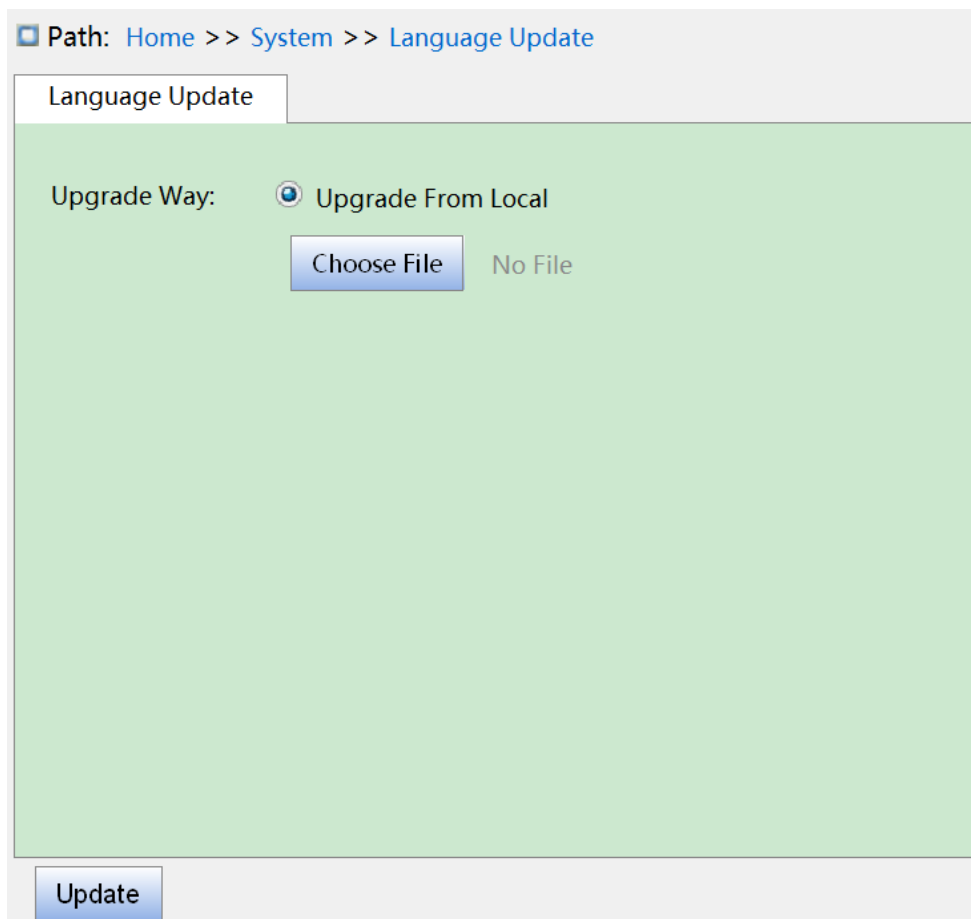 Path: Home >> System >> Language Update
Language Update
Upgrade Way: Upgrade From Local
Choose File No File
Update